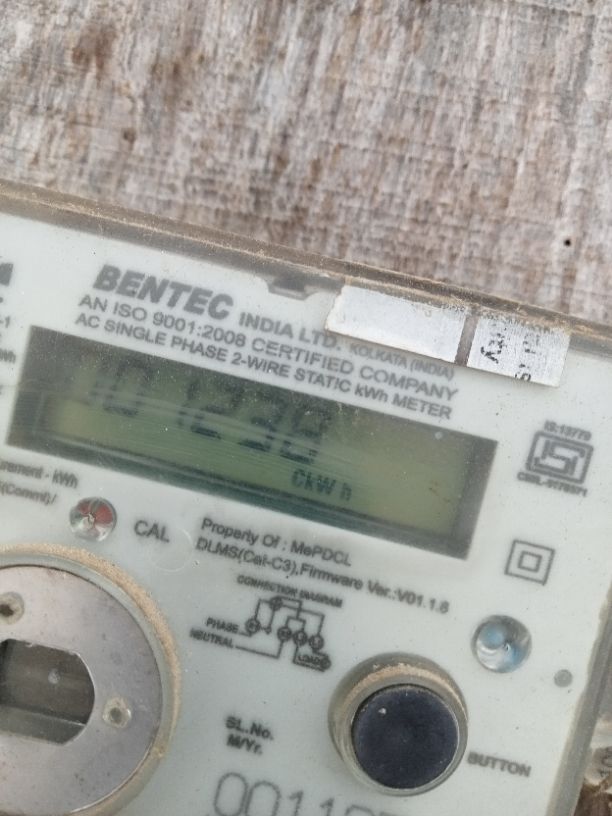 BENTEC INDIA LTD. KOLKATA (INDIA)
AN ISO 9001:2008 CERTIFIED COMPANY
AC SINGLE PHASE 2-WIRE STATIC kWh METER
101238
CkWh
IS:13779
CAL
Property Of : MePDCL
DLMS(Cat-C3),Firmware Ver.:V01.1.6
CONNECTION DIAGRAM
PHASE
NEUTRAL
LOAD
SL.No.
M/Yr.
BUTTON